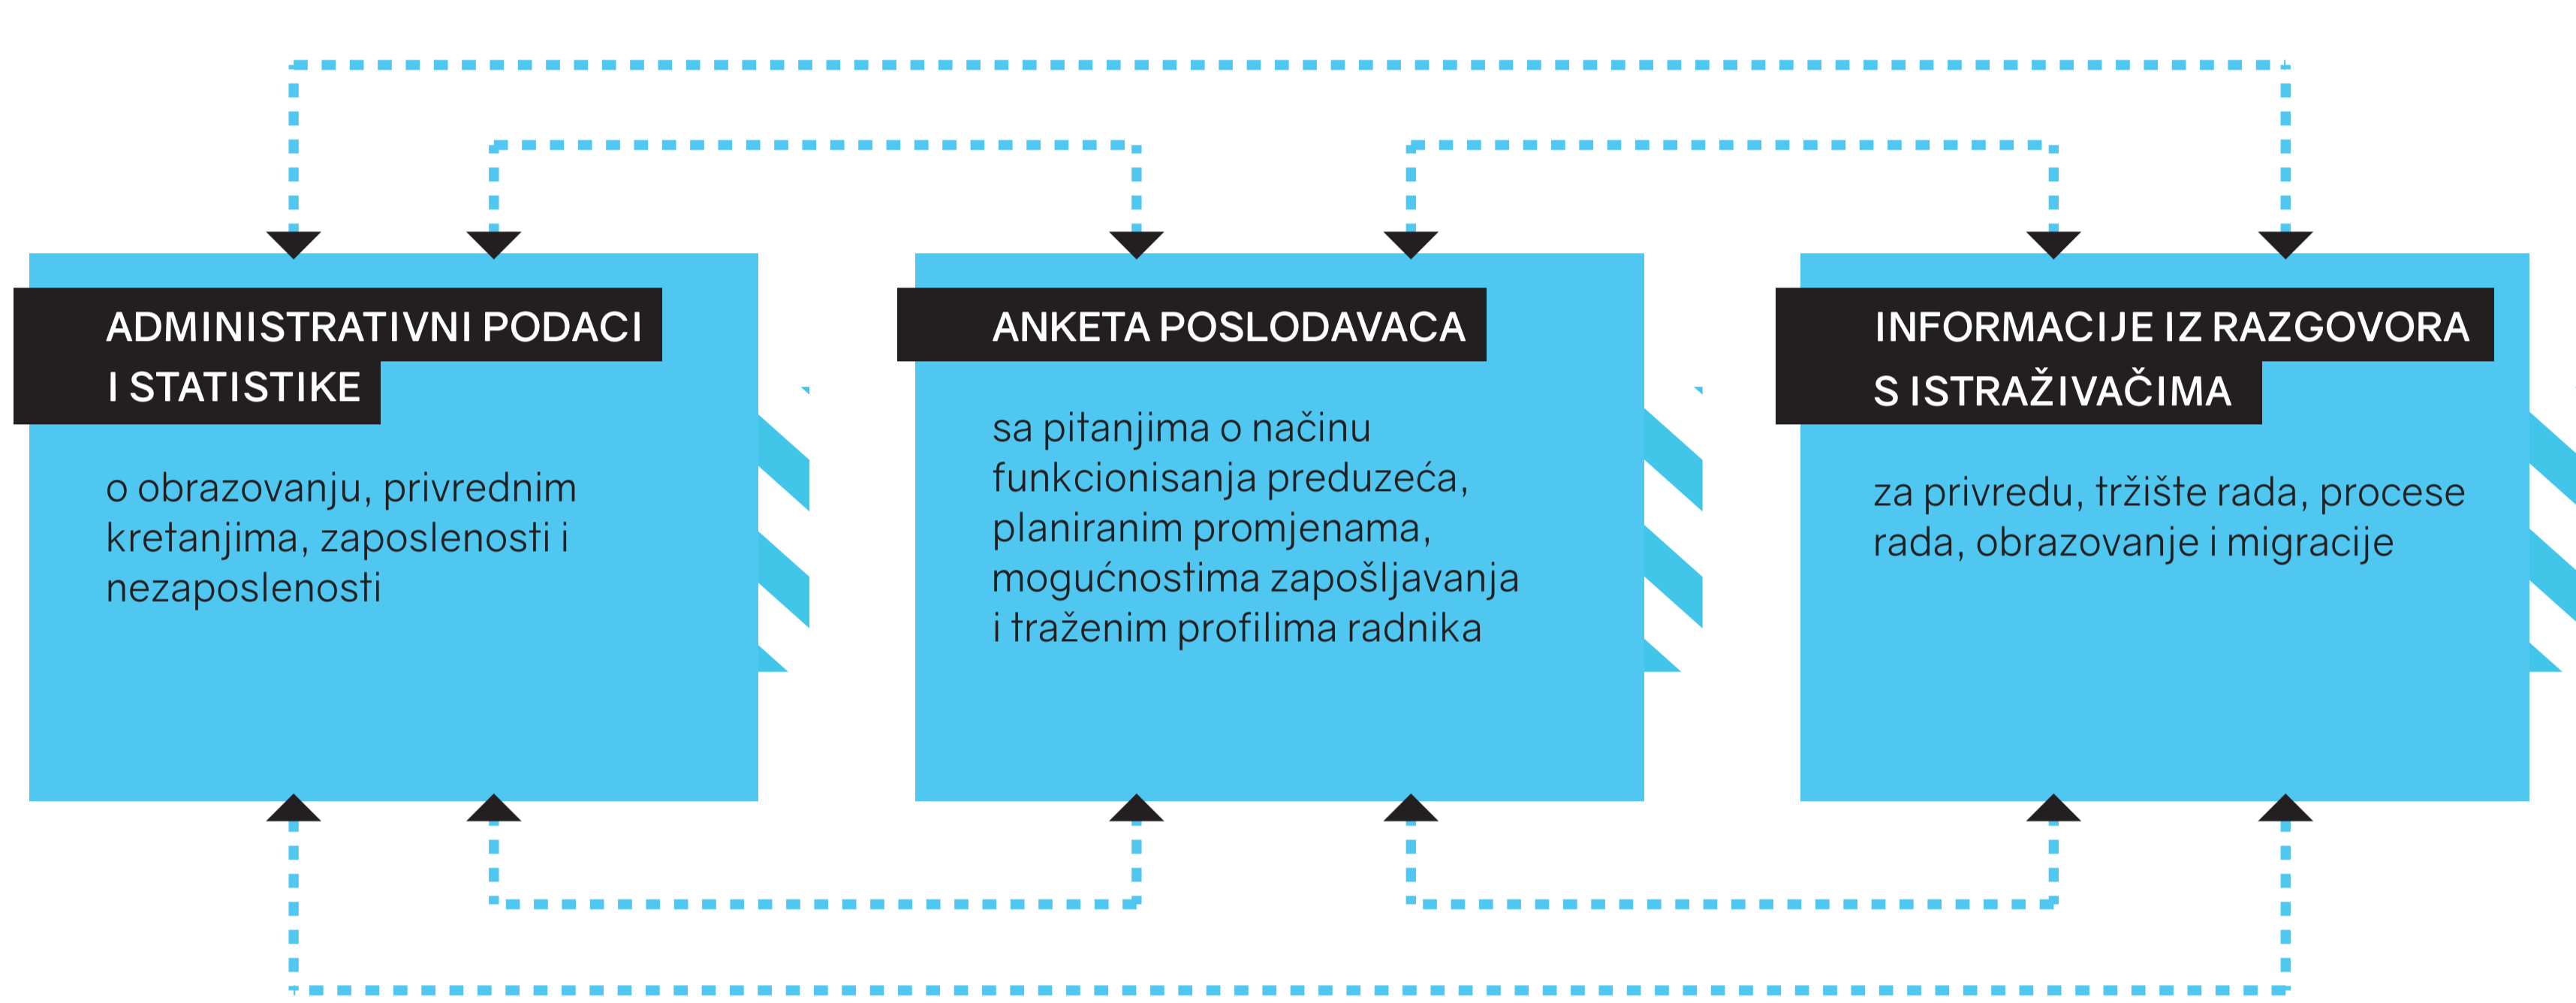 ADMINISTRATIVNI PODACI
I STATISTIKE
o obrazovanju, privrednim
kretanjima, zaposlenosti i
nezaposlenosti
ANKETA POSLODAVACA
sa pitanjima o načinu
funkcionisanja preduzeća,
planiranim promjenama,
mogućnostima zapošljavanja
i traženim profilima radnika
INFORMACIJE IZ RAZGOVORA
S ISTRAŽIVAČIMA
za privredu, tržište rada, procese
rada, obrazovanje i migracije